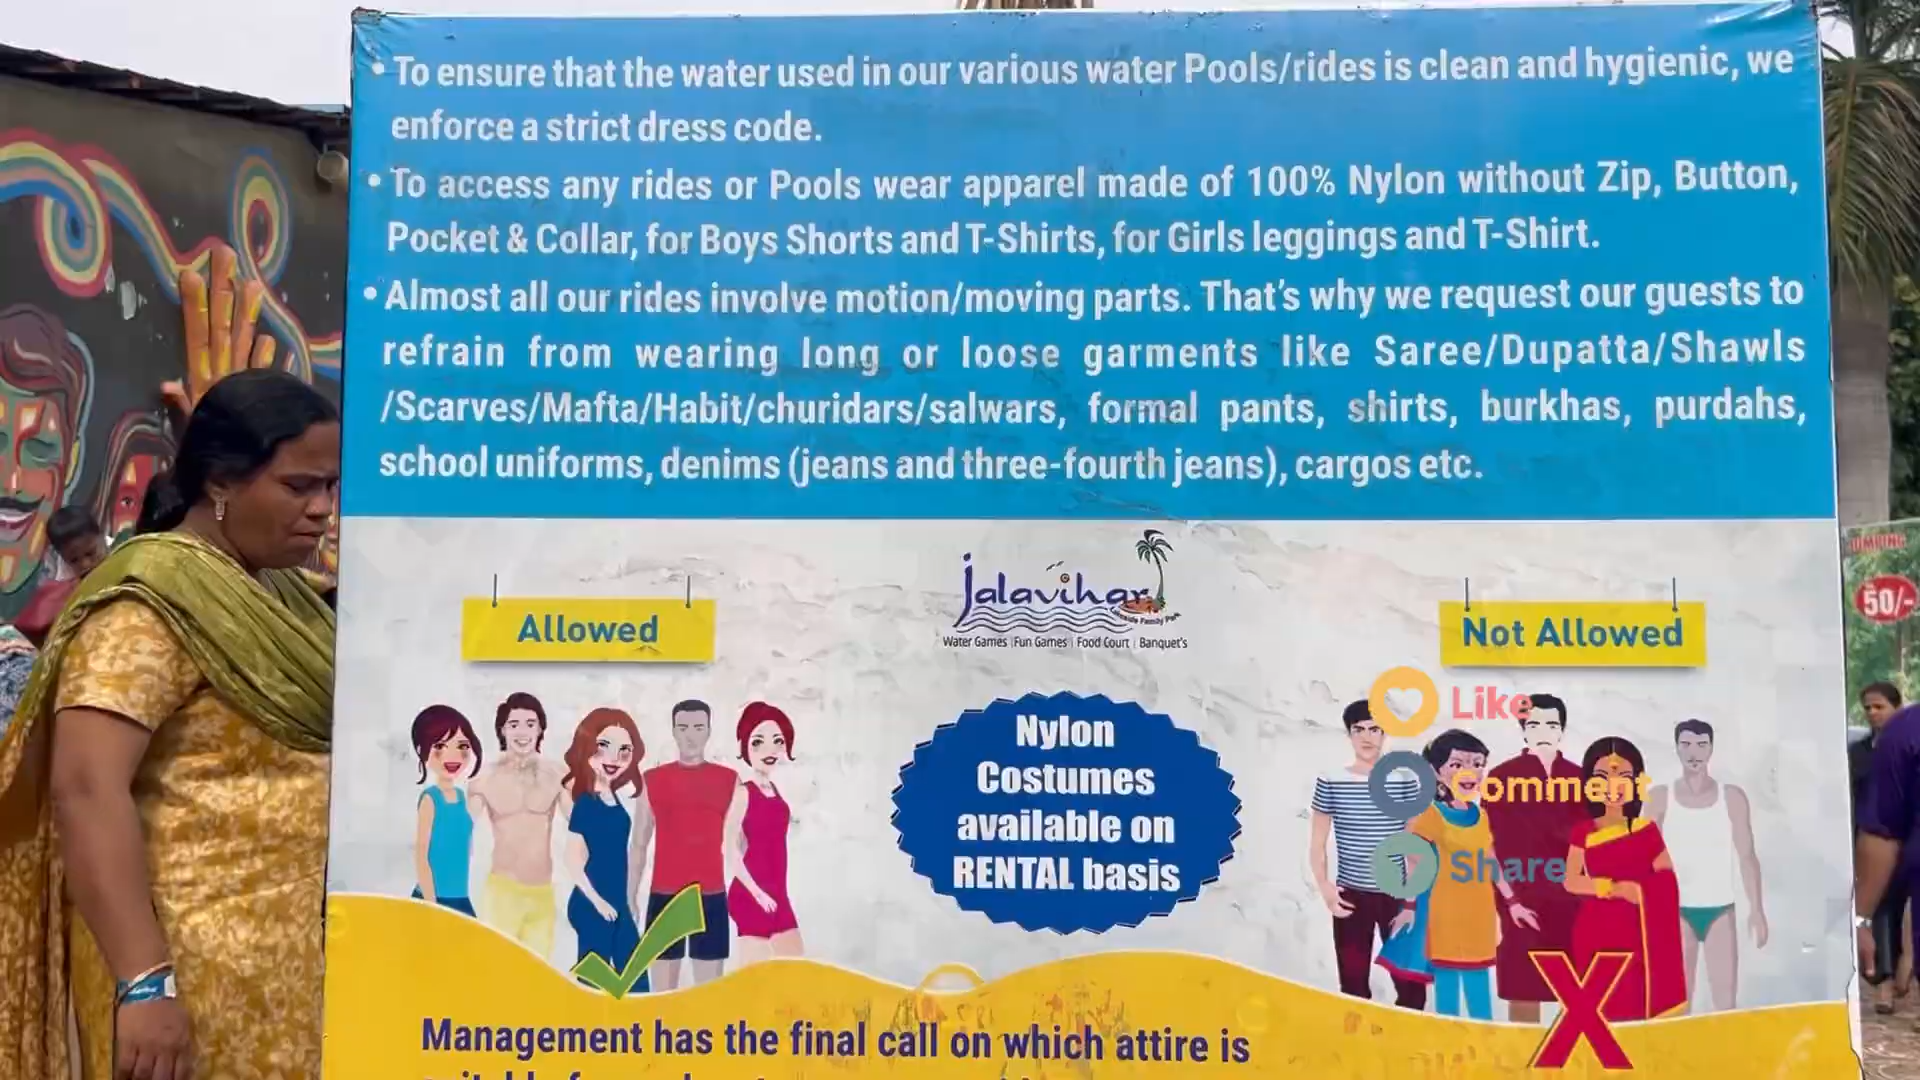 • To ensure that the water used in our various water Pools/rides is clean and hygienic, we
enforce a strict dress code.
• To access any rides or Pools wear apparel made of 100% Nylon without Zip, Button,
Pocket & Collar, for Boys Shorts and T-Shirts, for Girls leggings and T-Shirt.
• Almost all our rides involve motion/moving parts. That's why we request our guests to
refrain from wearing long or loose garments like Saree/Dupatta/Shawls
/Scarves/Mafta/Habit/churidars/salwars, formal pants, shirts, burkhas, purdahs,
school uniforms, denims (jeans and three-fourth jeans), cargos etc.
Allowed
jalavihar
Lakeside Family Park
Water Games | Fun Games | Food Court | Banquet's
Not Allowed
Nylon
Costumes
available on
RENTAL basis
Like
Comment
Share
X
Management has the final call on which attire is
JUMPING
50/-